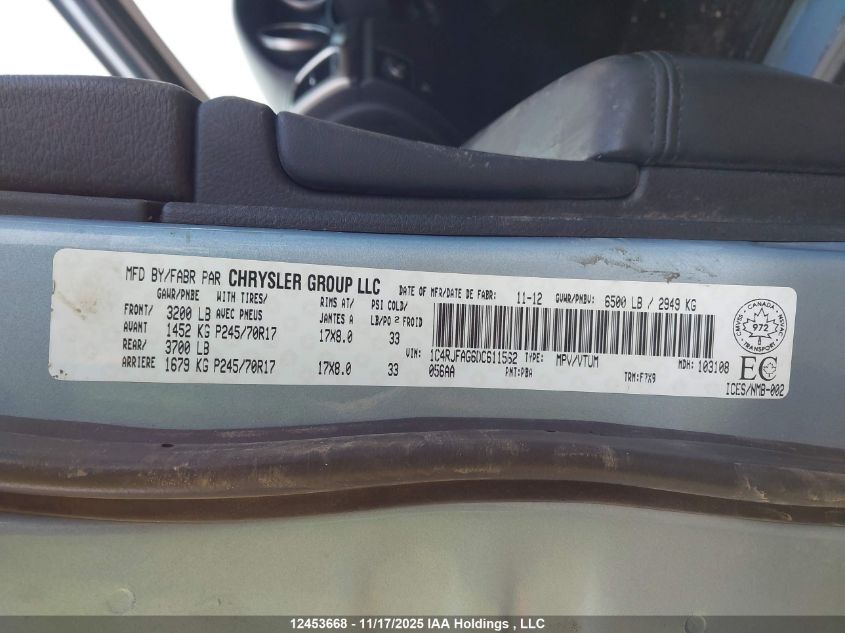 MFD BY/FABR PAR CHRYSLER GROUP LLC
DATE OF MFR/DATE DE FABR: 11-12 GVWR/PNBV: 6500 LB / 2949 KG
GAWR/PNBE WITH TIRES/ RIMS AT/ PSI COLD/
FRONT/ 3200 LB AVEC PNEUS JANTES A LB/PO 2 FROID
AVANT 1452 KG P245/70R17 17X8.0 33
REAR/ 3700 LB
ARRIERE 1679 KG P245/70R17 17X8.0 33
VIN: 1C4RJFAG6DC611562 TYPE: MPV/VTUM MDH: 103108
056AA PNT:PBA TRM:F7X9
CANADA
972
TRANSPORT
EC
ICES/NMB-002
12453668 - 11/17/2025 IAA Holdings , LLC